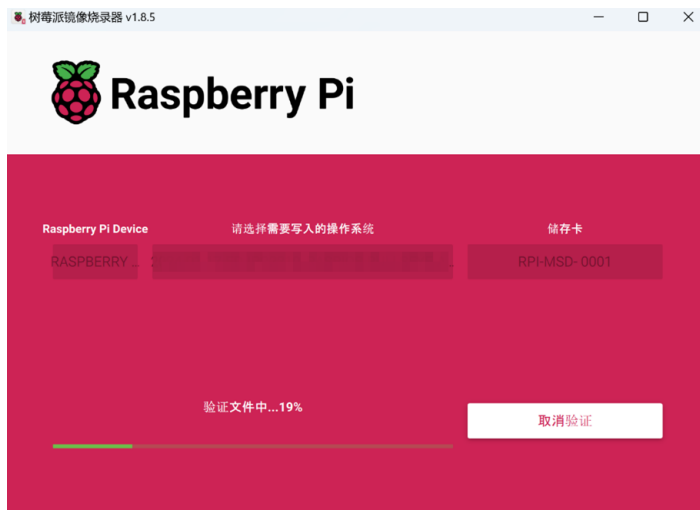 树莓派镜像烧录器 v1.8.5
Raspberry Pi
Raspberry Pi Device 请选择需要写入的操作系统 储存卡
RASPBERRY ... RPI-MSD- 0001
验证文件中...19%
取消验证